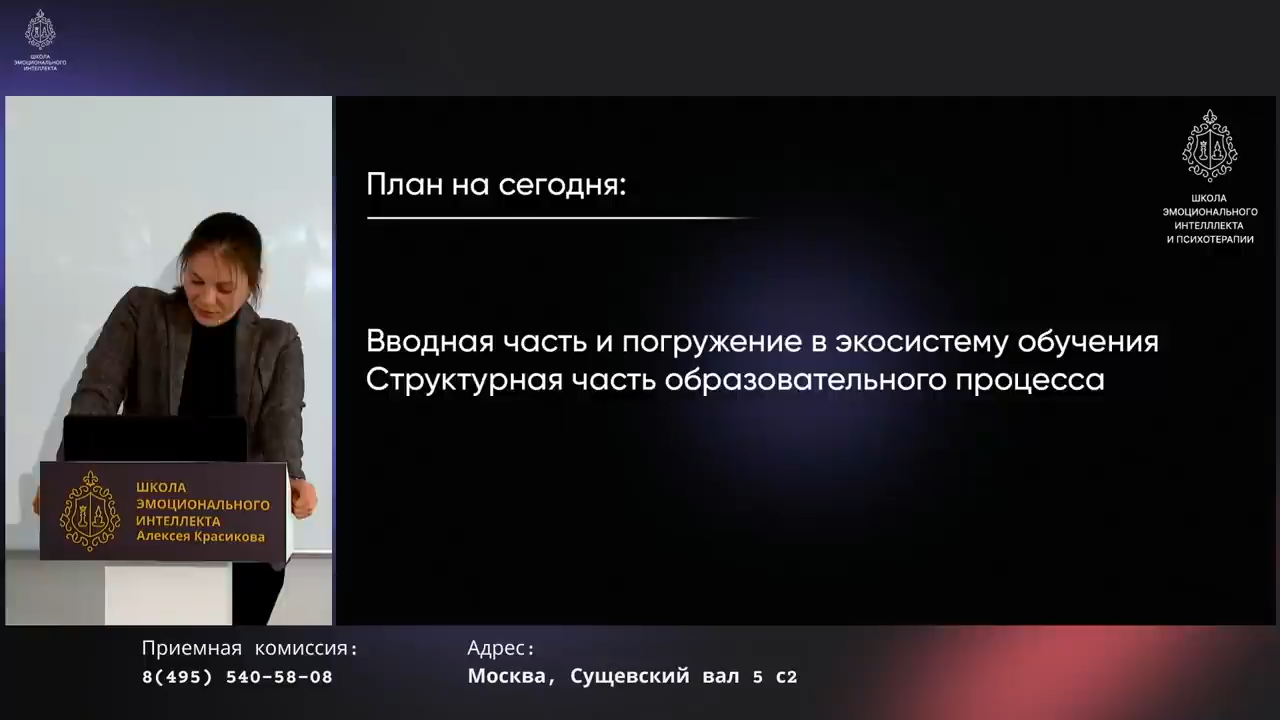 ШКОЛА
ЭМОЦИОНАЛЬНОГО
ИНТЕЛЛЕКТА
План на сегодня:
ШКОЛА
ЭМОЦИОНАЛЬНОГО
ИНТЕЛЛЛЕКТА
И ПСИХОТЕРАПИИ
Вводная часть и погружение в экосистему обучения
Структурная часть образовательного процесса
ШКОЛА
ЭМОЦИОНАЛЬНОГО
ИНТЕЛЛЕКТА
Алексея Красикова
Приемная комиссия:
8(495) 540-58-08
Адрес:
Москва, Сущевский вал 5 с2